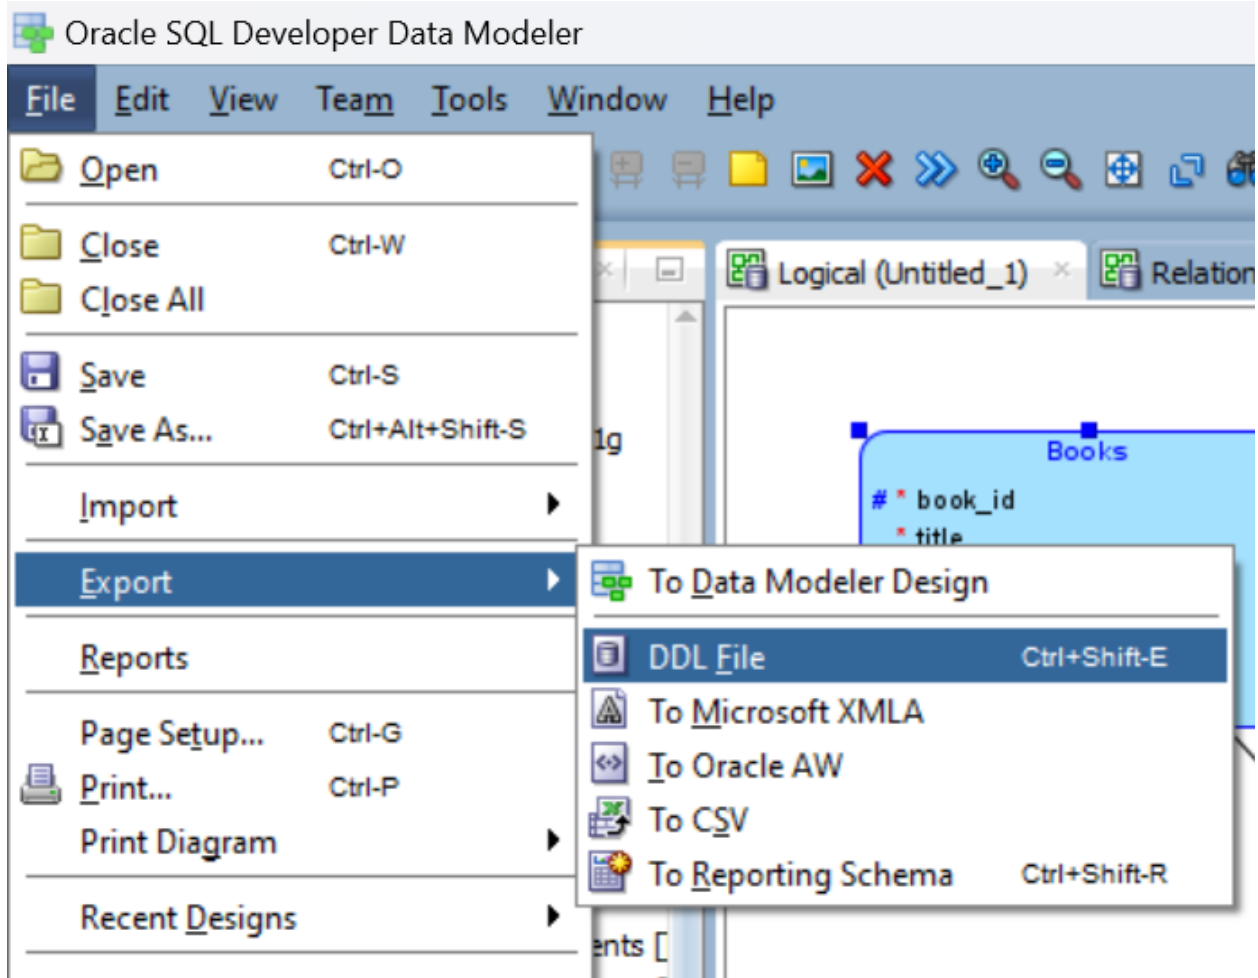 Oracle SQL Developer Data Modeler
File Edit View Team Tools Window Help
Open Ctrl-O
Close Ctrl-W
Close All
Save Ctrl-S
Save As... Ctrl+Alt+Shift-S
Import
Export
Reports
Page Setup... Ctrl-G
Print... Ctrl-P
Print Diagram
Recent Designs
To Data Modeler Design
DDL File Ctrl+Shift-E
To Microsoft XMLA
To Oracle AW
To CSV
To Reporting Schema Ctrl+Shift-R
1g
ents [
Logical (Untitled_1) Relation
Books
# * book_id
* title